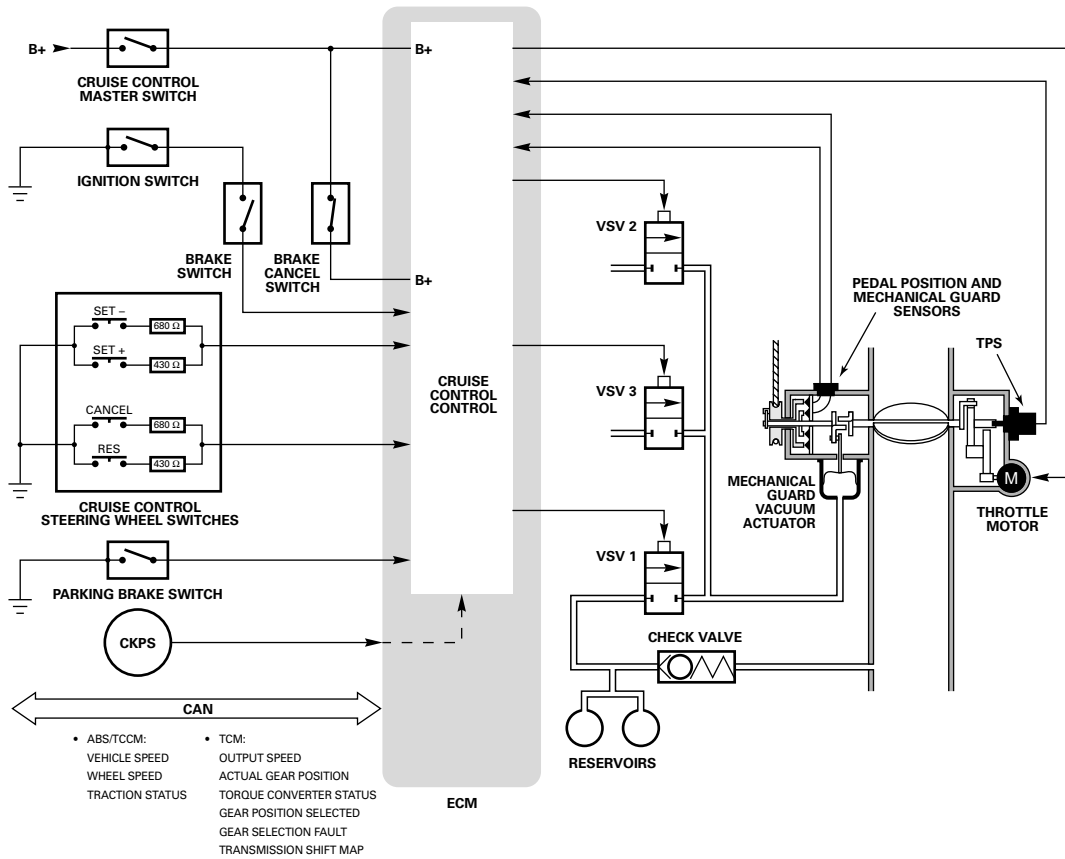 B+
CRUISE CONTROL
MASTER SWITCH
B+
IGNITION SWITCH
BRAKE
SWITCH
BRAKE
CANCEL
SWITCH
B+
SET –
680 Ω
SET +
430 Ω
CANCEL
680 Ω
RES
430 Ω
CRUISE CONTROL
STEERING WHEEL SWITCHES
PARKING BRAKE SWITCH
CKPS
CAN
• ABS/TCCM:
VEHICLE SPEED
WHEEL SPEED
TRACTION STATUS
• TCM:
OUTPUT SPEED
ACTUAL GEAR POSITION
TORQUE CONVERTER STATUS
GEAR POSITION SELECTED
GEAR SELECTION FAULT
TRANSMISSION SHIFT MAP
CRUISE
CONTROL
CONTROL
ECM
VSV 2
VSV 3
VSV 1
PEDAL POSITION AND
MECHANICAL GUARD
SENSORS
TPS
MECHANICAL
GUARD
VACUUM
ACTUATOR
M
THROTTLE
MOTOR
CHECK VALVE
RESERVOIRS